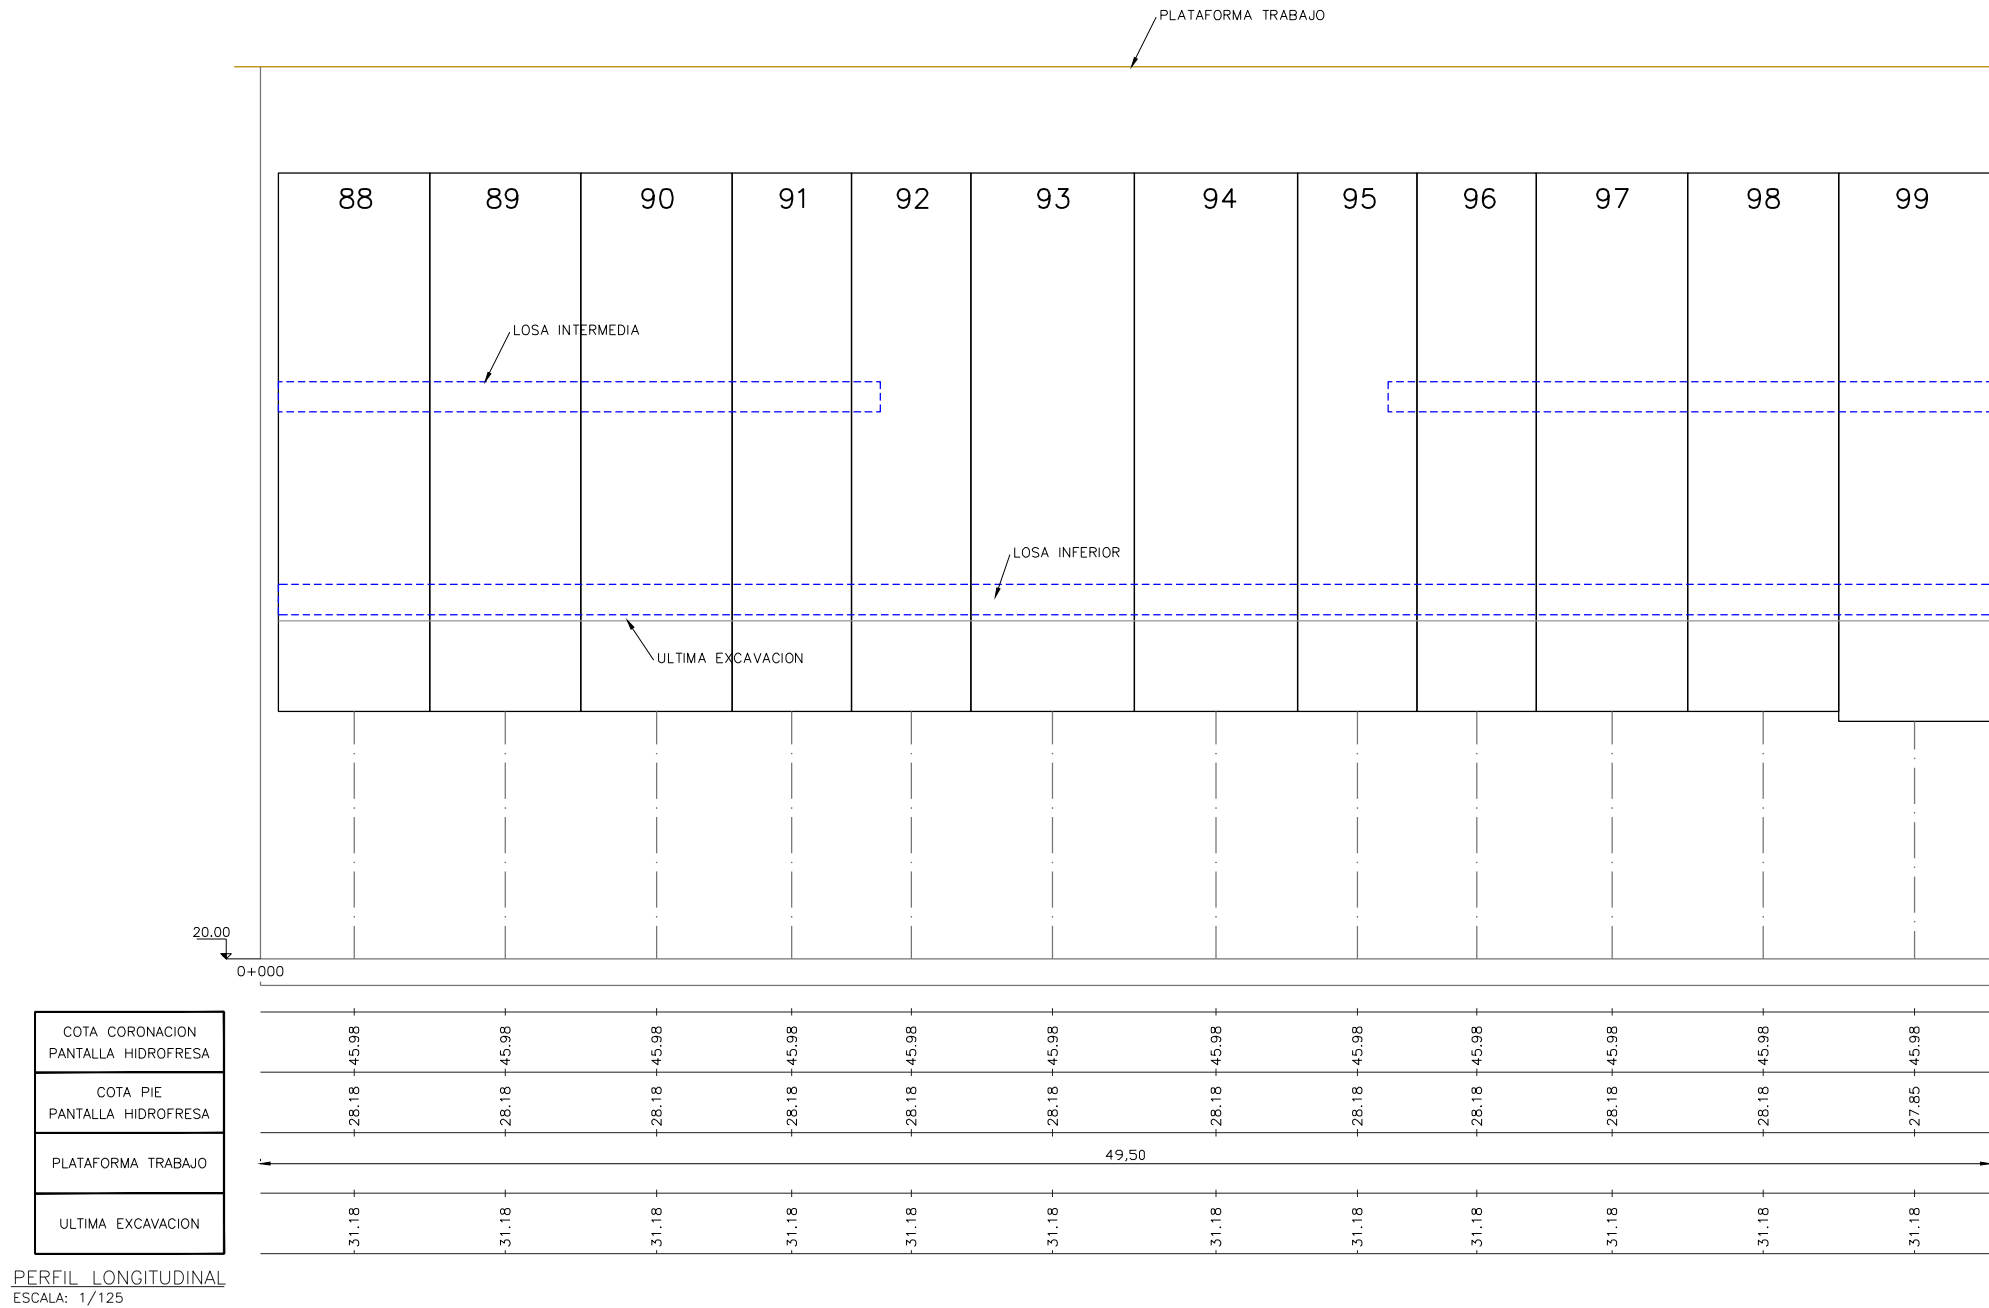 PLATAFORMA TRABAJO
88 89 90 91 92 93 94 95 96 97 98 99
LOSA INTERMEDIA
LOSA INFERIOR
ULTIMA EXCAVACION
20.00
0+000
COTA CORONACION
PANTALLA HIDROFRESA
45.98 45.98 45.98 45.98 45.98 45.98 45.98 45.98 45.98 45.98 45.98 45.98
COTA PIE
PANTALLA HIDROFRESA
28.18 28.18 28.18 28.18 28.18 28.18 28.18 28.18 28.18 28.18 28.18 27.85
PLATAFORMA TRABAJO
49,50
ULTIMA EXCAVACION
31.18 31.18 31.18 31.18 31.18 31.18 31.18 31.18 31.18 31.18 31.18 31.18
PERFIL LONGITUDINAL
ESCALA: 1/125